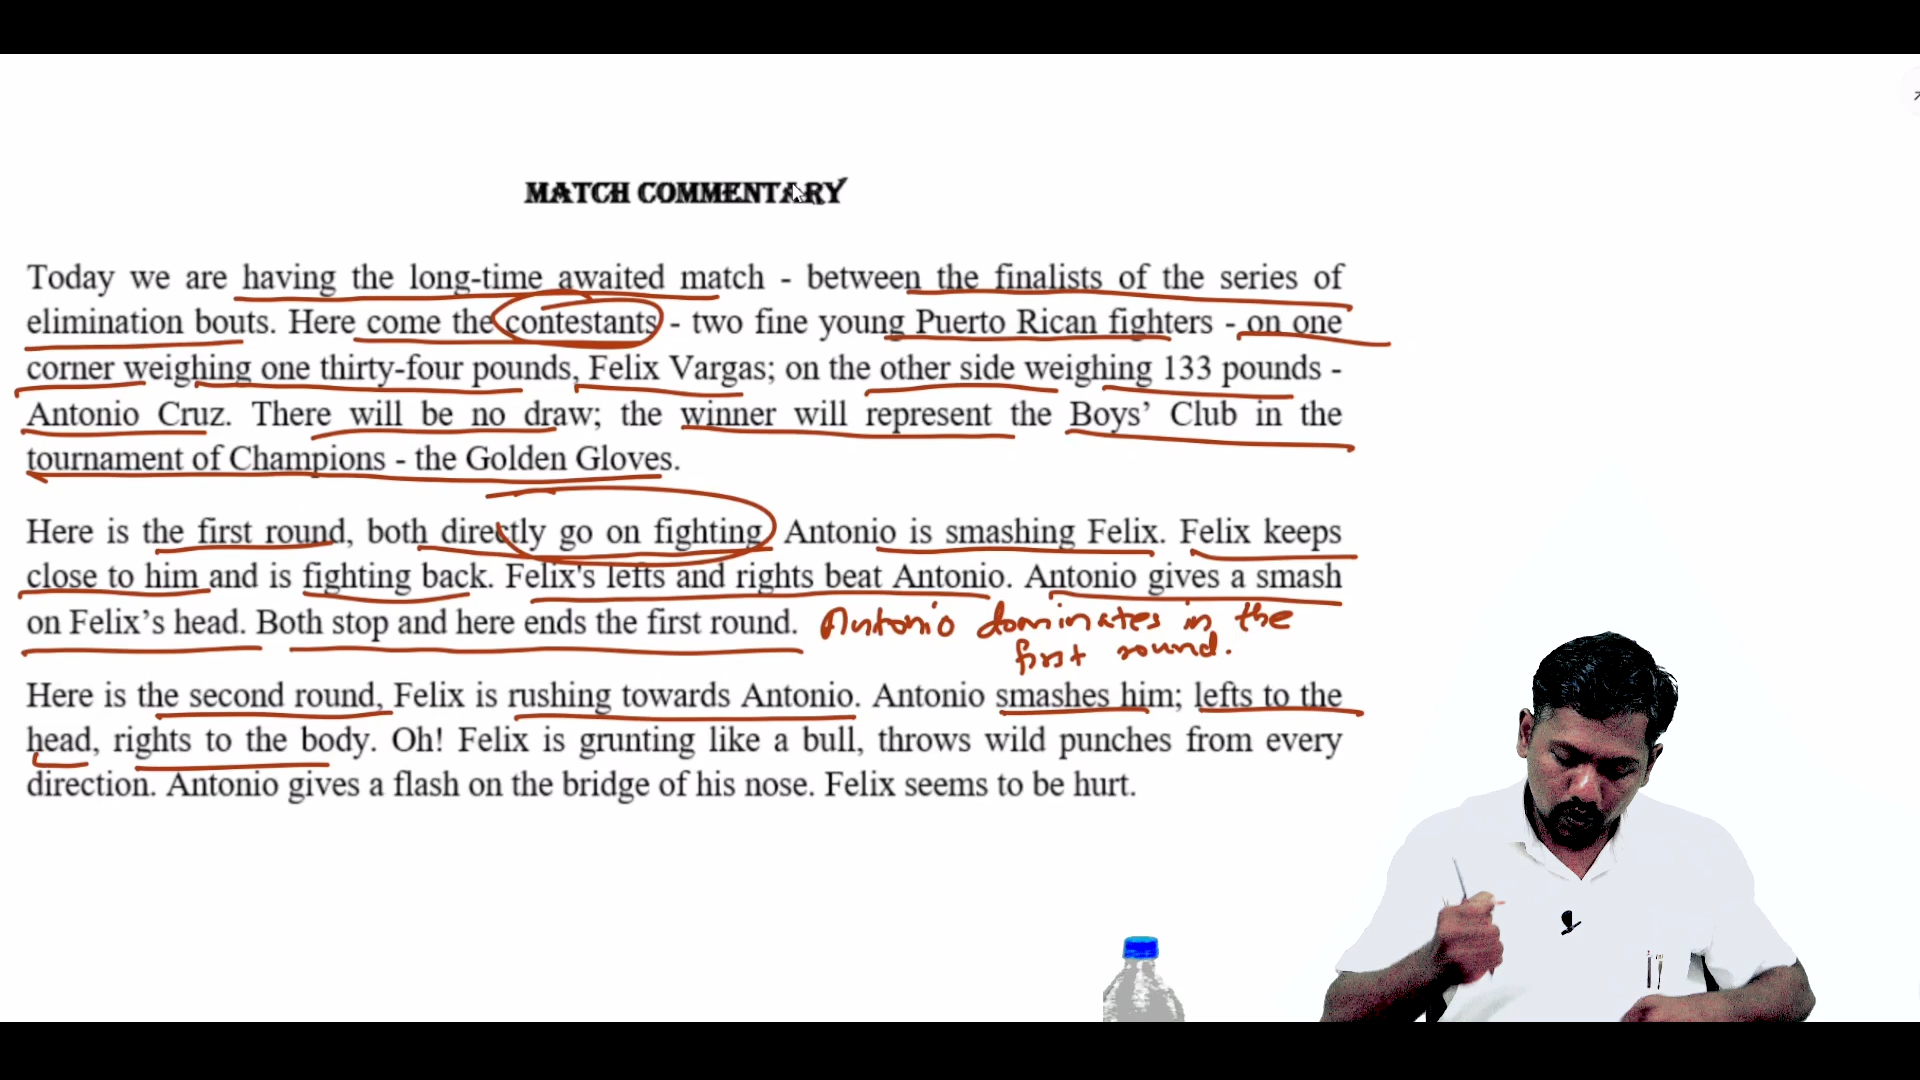 MATCH COMMENTARY
Today we are having the long-time awaited match - between the finalists of the series of
elimination bouts. Here come the contestants - two fine young Puerto Rican fighters - on one
corner weighing one thirty-four pounds, Felix Vargas; on the other side weighing 133 pounds -
Antonio Cruz. There will be no draw; the winner will represent the Boys’ Club in the
tournament of Champions - the Golden Gloves.
Here is the first round, both directly go on fighting Antonio is smashing Felix. Felix keeps
close to him and is fighting back. Felix's lefts and rights beat Antonio. Antonio gives a smash
on Felix’s head. Both stop and here ends the first round. Antonio dominates in the
first round.
Here is the second round, Felix is rushing towards Antonio. Antonio smashes him; lefts to the
head, rights to the body. Oh! Felix is grunting like a bull, throws wild punches from every
direction. Antonio gives a flash on the bridge of his nose. Felix seems to be hurt.